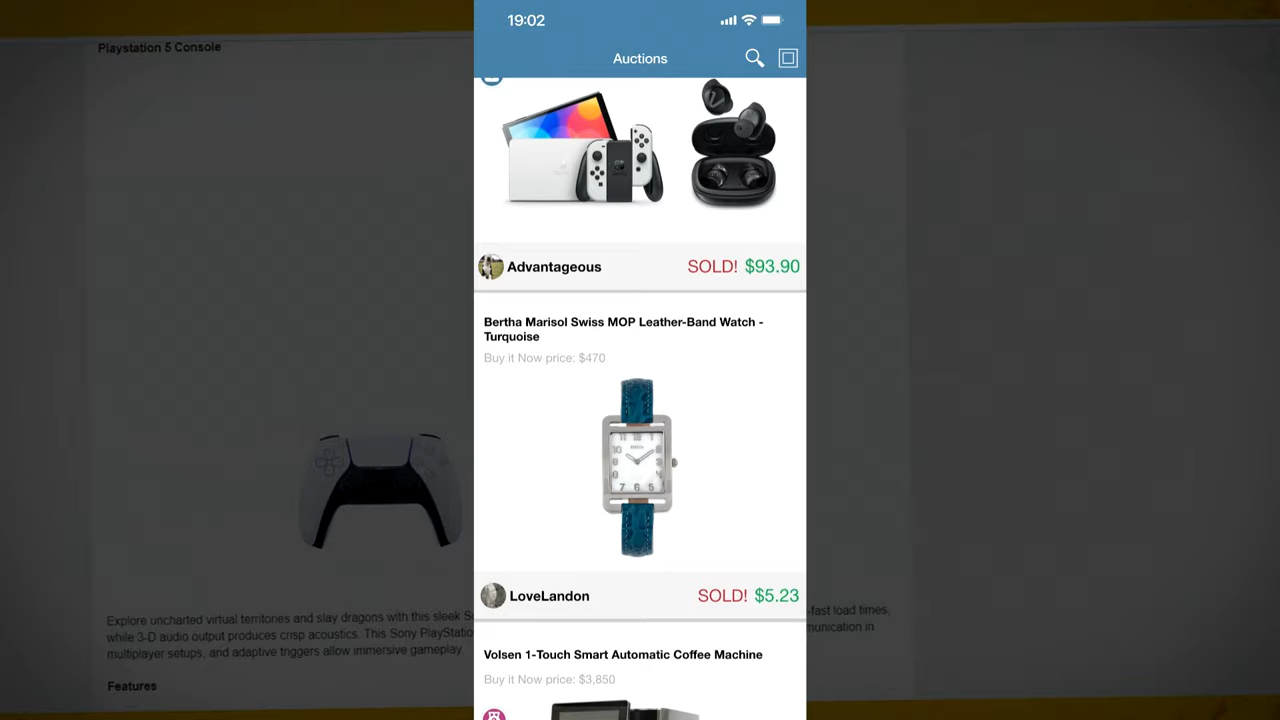 Playstation 5 Console
19:02
Auctions
Advantageous
SOLD! $93.90
Bertha Marisol Swiss MOP Leather-Band Watch -
Turquoise
Buy it Now price: $470
LoveLandon
SOLD! $5.23
Volsen 1-Touch Smart Automatic Coffee Machine
Buy it Now price: $3,850
Explore uncharted virtual territories and slay dragons with this sleek
-fast load times,
while 3-D audio output produces crisp acoustics. This Sony PlayStatio
munication in
multiplayer setups, and adaptive triggers allow immersive gameplay.
Features